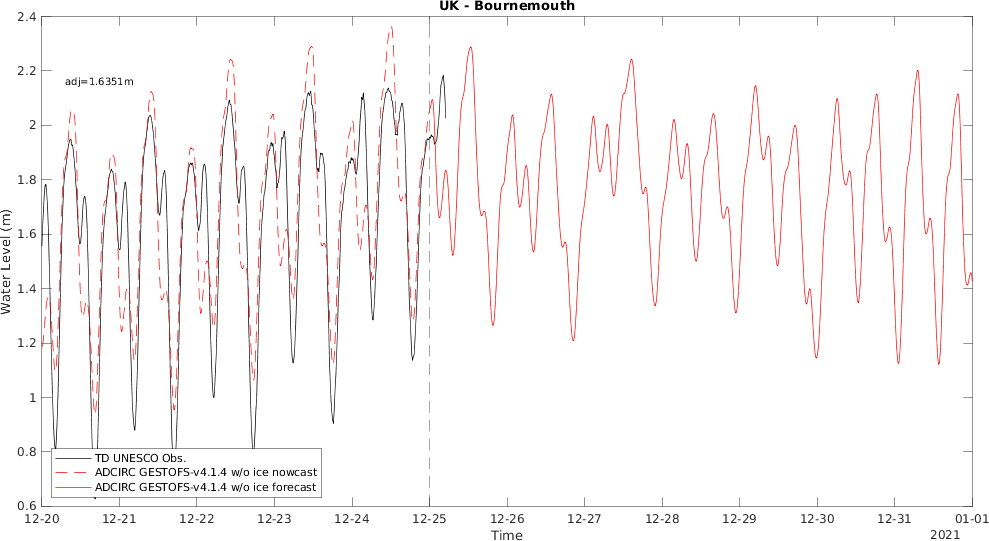 UK - Bournemouth
2.4
2.2
2
1.8
1.6
1.4
1.2
1
0.8
0.6
Water Level (m)
adj=1.6351m
TD UNESCO Obs.
ADCIRC GESTOFS-v4.1.4 w/o ice nowcast
ADCIRC GESTOFS-v4.1.4 w/o ice forecast
12-20 12-21 12-22 12-23 12-24 12-25 12-26 12-27 12-28 12-29 12-30 12-31 01-01
Time
2021